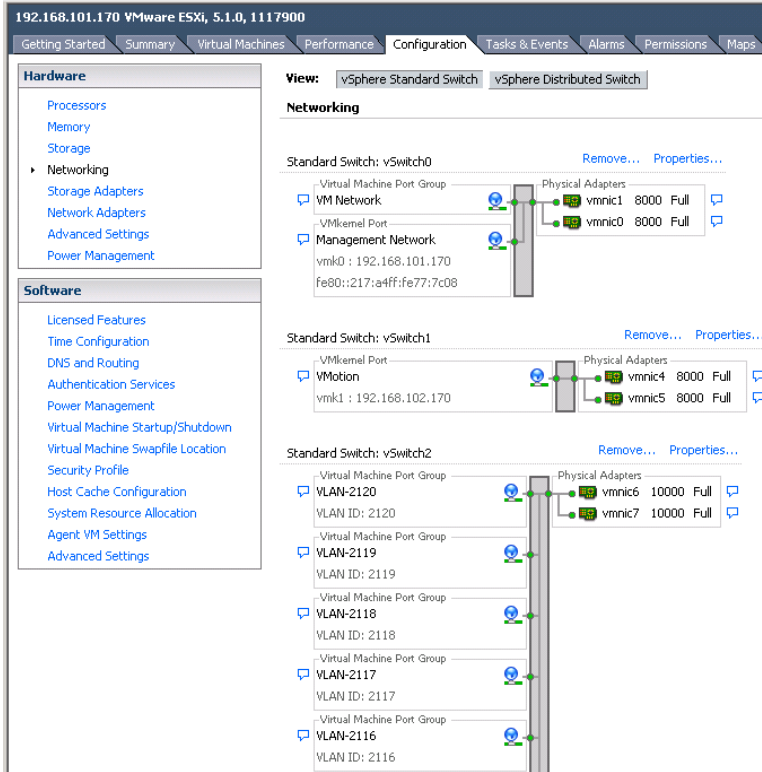 192.168.101.170 VMware ESXi, 5.1.0, 1117900
Getting Started Summary Virtual Machines Performance Configuration Tasks & Events Alarms Permissions Maps
Hardware
Processors
Memory
Storage
Networking
Storage Adapters
Network Adapters
Advanced Settings
Power Management
Software
Licensed Features
Time Configuration
DNS and Routing
Authentication Services
Power Management
Virtual Machine Startup/Shutdown
Virtual Machine Swapfile Location
Security Profile
Host Cache Configuration
System Resource Allocation
Agent VM Settings
Advanced Settings
View: vSphere Standard Switch vSphere Distributed Switch
Networking
Standard Switch: vSwitch0 Remove... Properties...
Virtual Machine Port Group Physical Adapters
VM Network vmnic1 8000 Full
vmnic0 8000 Full
VMkernel Port
Management Network
vmk0 : 192.168.101.170
fe80::217:a4ff:fe77:7c08
Standard Switch: vSwitch1 Remove... Properties...
VMkernel Port Physical Adapters
VMotion vmnic4 8000 Full
vmk1 : 192.168.102.170 vmnic5 8000 Full
Standard Switch: vSwitch2 Remove... Properties...
Virtual Machine Port Group Physical Adapters
VLAN-2120 vmnic6 10000 Full
VLAN ID: 2120 vmnic7 10000 Full
Virtual Machine Port Group
VLAN-2119
VLAN ID: 2119
Virtual Machine Port Group
VLAN-2118
VLAN ID: 2118
Virtual Machine Port Group
VLAN-2117
VLAN ID: 2117
Virtual Machine Port Group
VLAN-2116
VLAN ID: 2116